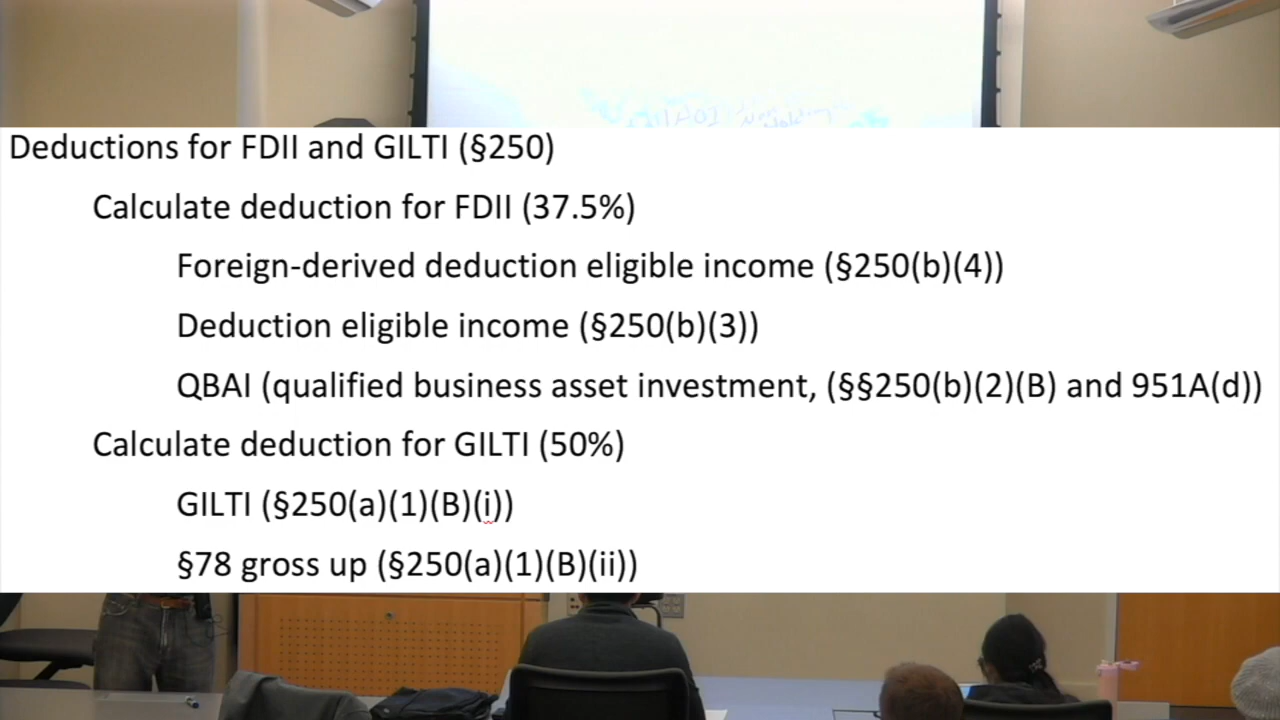 Deductions for FDII and GILTI (§250)
Calculate deduction for FDII (37.5%)
Foreign-derived deduction eligible income (§250(b)(4))
Deduction eligible income (§250(b)(3))
QBAI (qualified business asset investment, (§§250(b)(2)(B) and 951A(d))
Calculate deduction for GILTI (50%)
GILTI (§250(a)(1)(B)(i))
§78 gross up (§250(a)(1)(B)(ii))